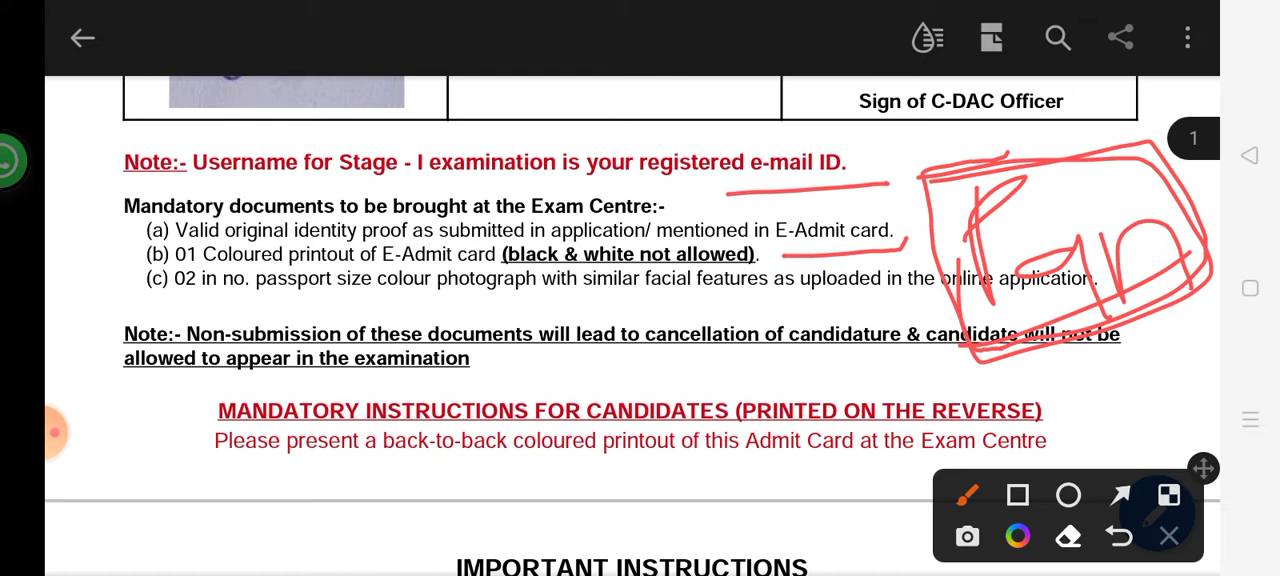 1
Sign of C-DAC Officer
Note:- Username for Stage - I examination is your registered e-mail ID.
Mandatory documents to be brought at the Exam Centre:-
(a) Valid original identity proof as submitted in application/ mentioned in E-Admit card.
(b) 01 Coloured printout of E-Admit card (black & white not allowed).
(c) 02 in no. passport size colour photograph with similar facial features as uploaded in the online application.
Pan
Note:- Non-submission of these documents will lead to cancellation of candidature & candidate will not be
allowed to appear in the examination
MANDATORY INSTRUCTIONS FOR CANDIDATES (PRINTED ON THE REVERSE)
Please present a back-to-back coloured printout of this Admit Card at the Exam Centre
IMPORTANT INSTRUCTIONS